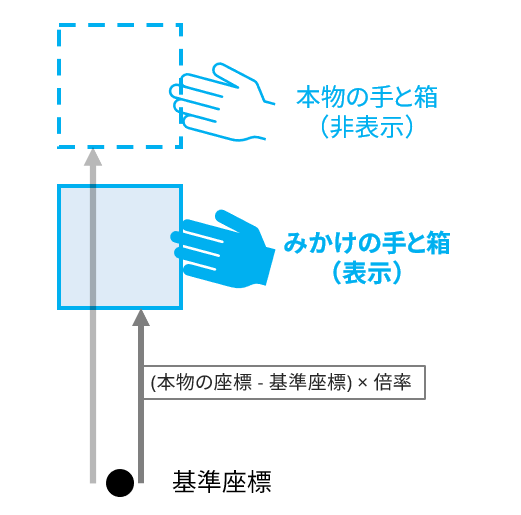 本物の手と箱
（非表示）
みかけの手と箱
（表示）
(本物の座標 - 基準座標) × 倍率
基準座標